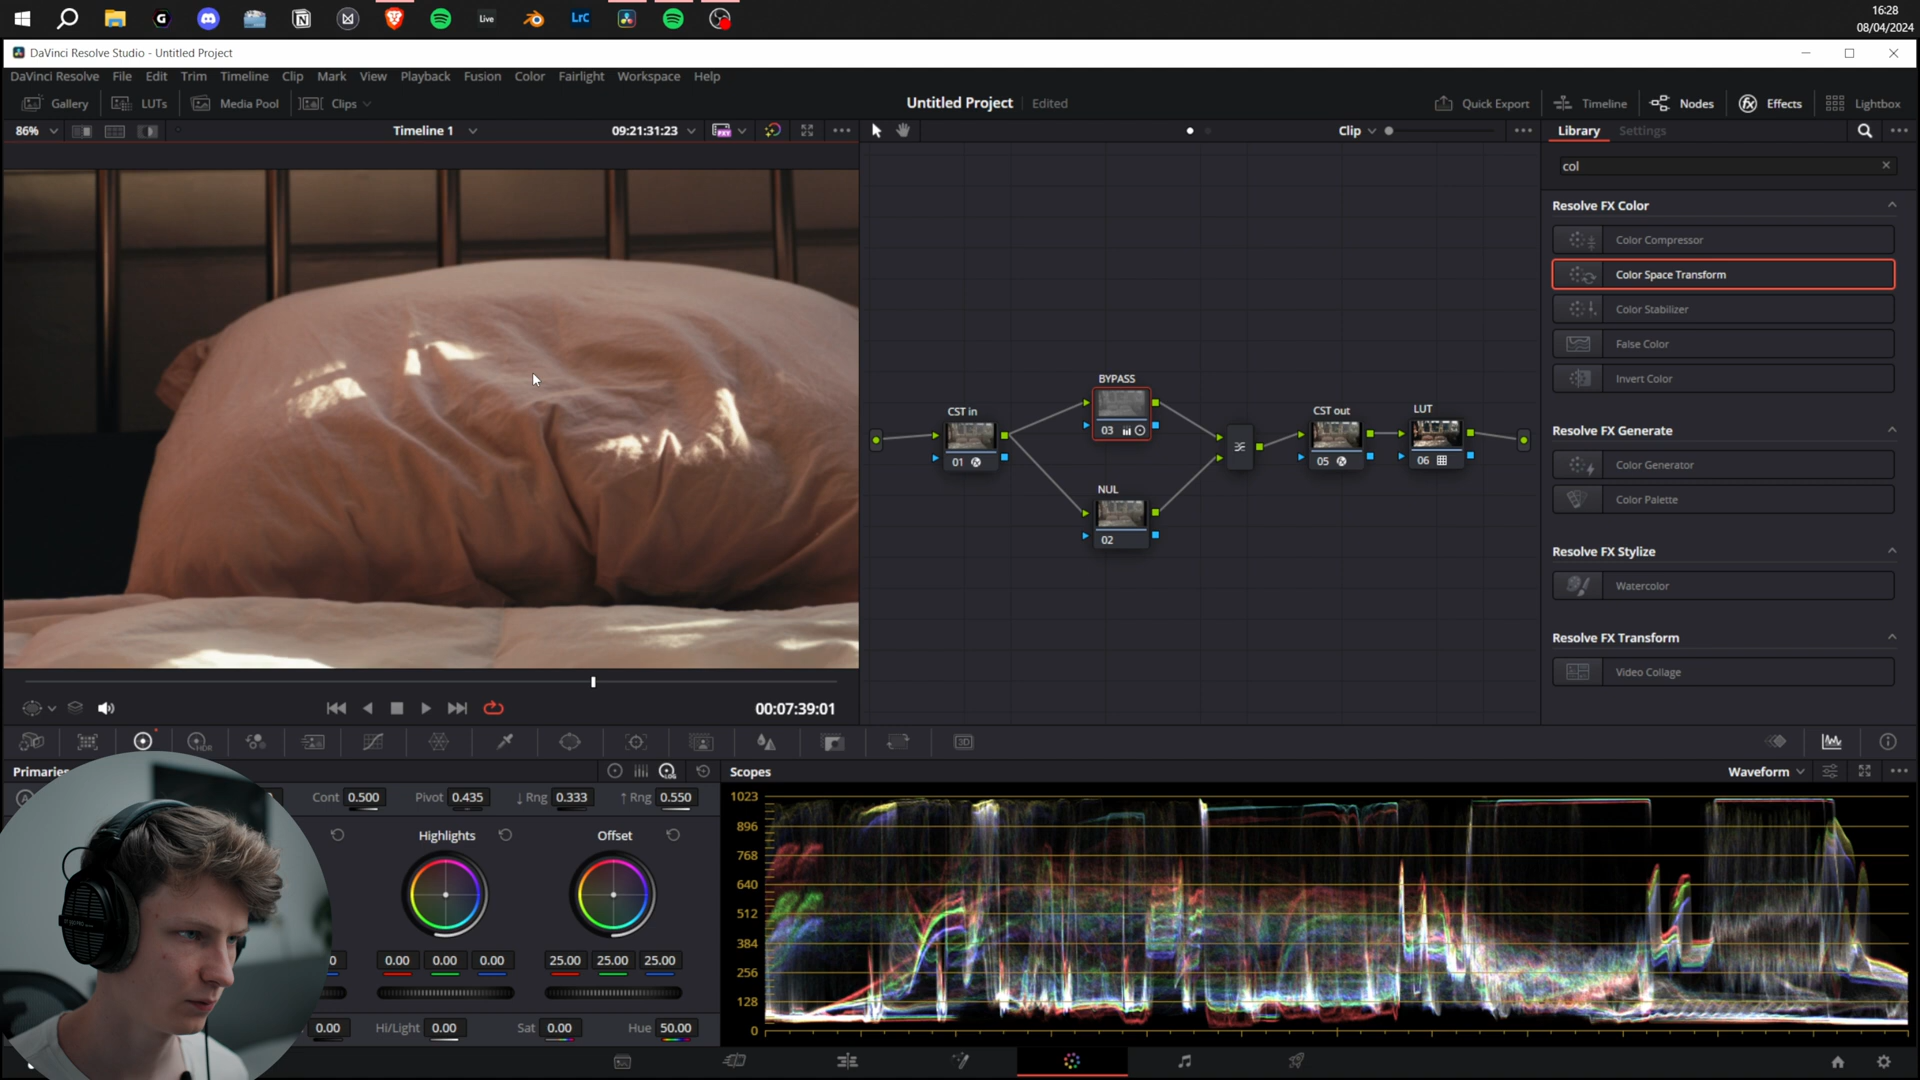 Live
LrC
16:28
08/04/2024
DaVinci Resolve Studio - Untitled Project
DaVinci Resolve File Edit Trim Timeline Clip Mark View Playback Fusion Color Fairlight Workspace Help
Gallery LUTs Media Pool Clips Untitled Project Edited Quick Export Timeline Nodes Effects Lightbox
86% Timeline 1 09:21:31:23 Clip Library Settings
col
Resolve FX Color
Color Compressor
Color Space Transform
Color Stabilizer
False Color
Invert Color
Resolve FX Generate
Color Generator
Color Palette
Resolve FX Stylize
Watercolor
Resolve FX Transform
Video Collage
BYPASS
03
CST in
01
NUL
02
CST out
05
LUT
06
00:07:39:01
HDR
3D
Primaries
LOG
Cont 0.500 Pivot 0.435 ↓ Rng 0.333 ↑ Rng 0.550
Highlights Offset
0.00 0.00 0.00 25.00 25.00 25.00
0.00 Hi/Light 0.00 Sat 0.00 Hue 50.00
Scopes Waveform
1023
896
768
640
512
384
256
128
0